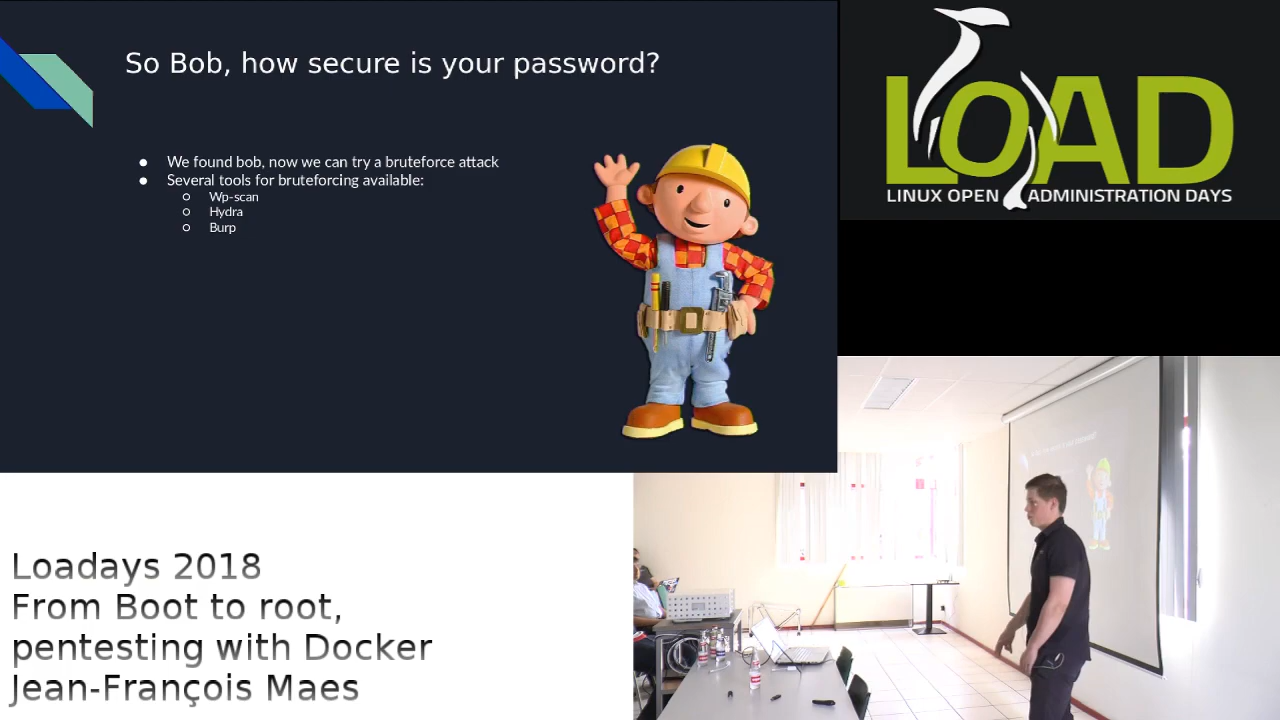 So Bob, how secure is your password?
● We found bob, now we can try a bruteforce attack
● Several tools for bruteforcing available:
○ Wp-scan
○ Hydra
○ Burp
LOAD
LINUX OPEN ADMINISTRATION DAYS
Loadays 2018
From Boot to root,
pentesting with Docker
Jean-François Maes